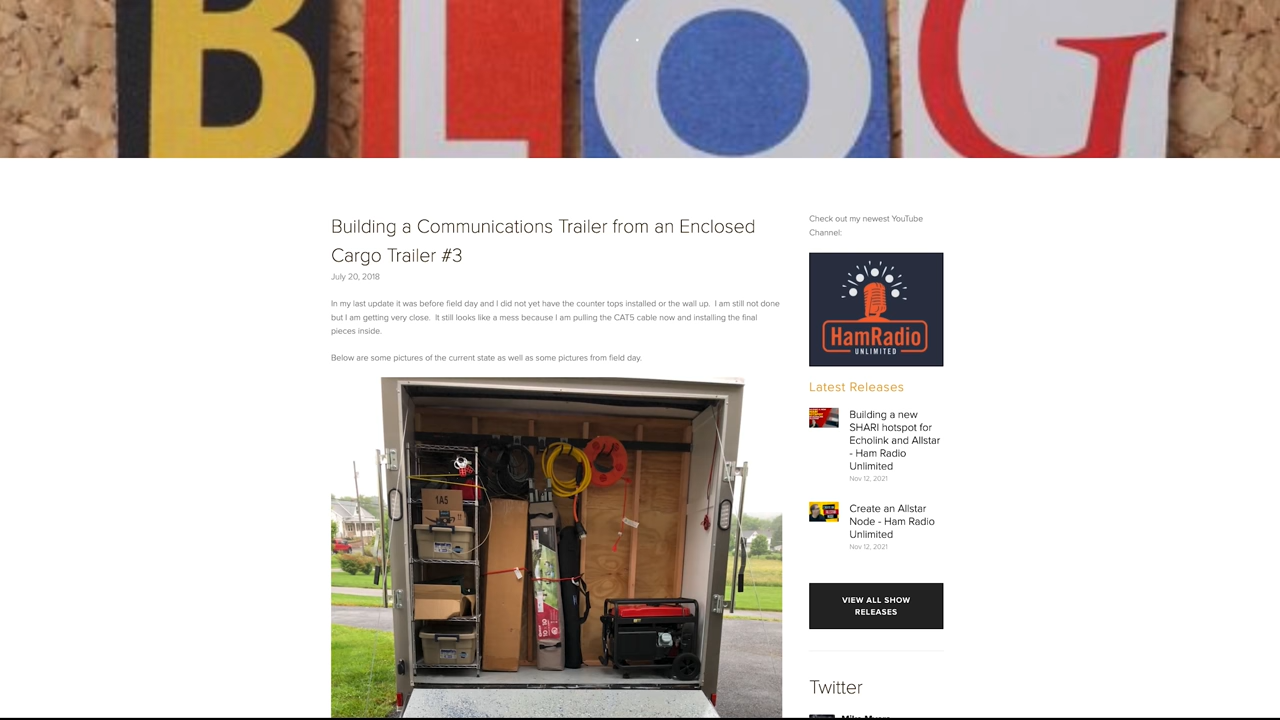 BLOG
Building a Communications Trailer from an Enclosed
Cargo Trailer #3
July 20, 2018
In my last update it was before field day and I did not yet have the counter tops installed or the wall up.  I am still not done
but I am getting very close.  It still looks like a mess because I am pulling the CAT5 cable now and installing the final
pieces inside.
Below are some pictures of the current state as well as some pictures from field day.
1A5
Check out my newest YouTube
Channel:
HamRadio
UNLIMITED
Latest Releases
Building a new
SHARI hotspot for
Echolink and Allstar
- Ham Radio
Unlimited
Nov 12, 2021
Create an Allstar
Node - Ham Radio
Unlimited
Nov 12, 2021
VIEW ALL SHOW
RELEASES
Twitter
Mike Myers